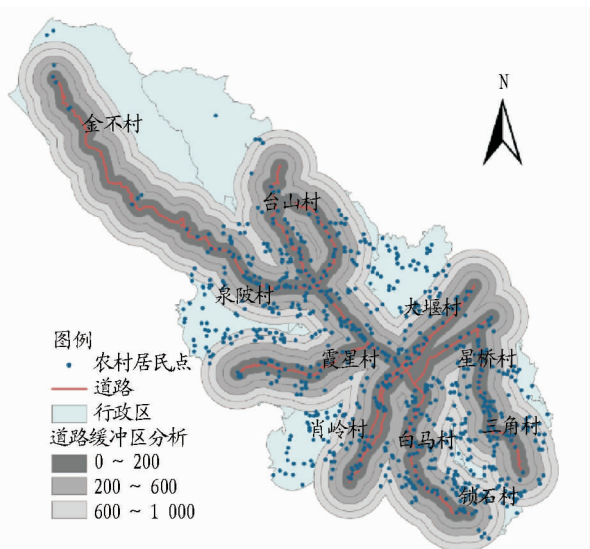 N
金不村
台山村
泉陂村
大堰村
霞星村
星桥村
肖岭村
白马村
三角村
锁石村
图例
农村居民点
道路
行政区
道路缓冲区分析
0 ~ 200
200 ~ 600
600 ~ 1 000